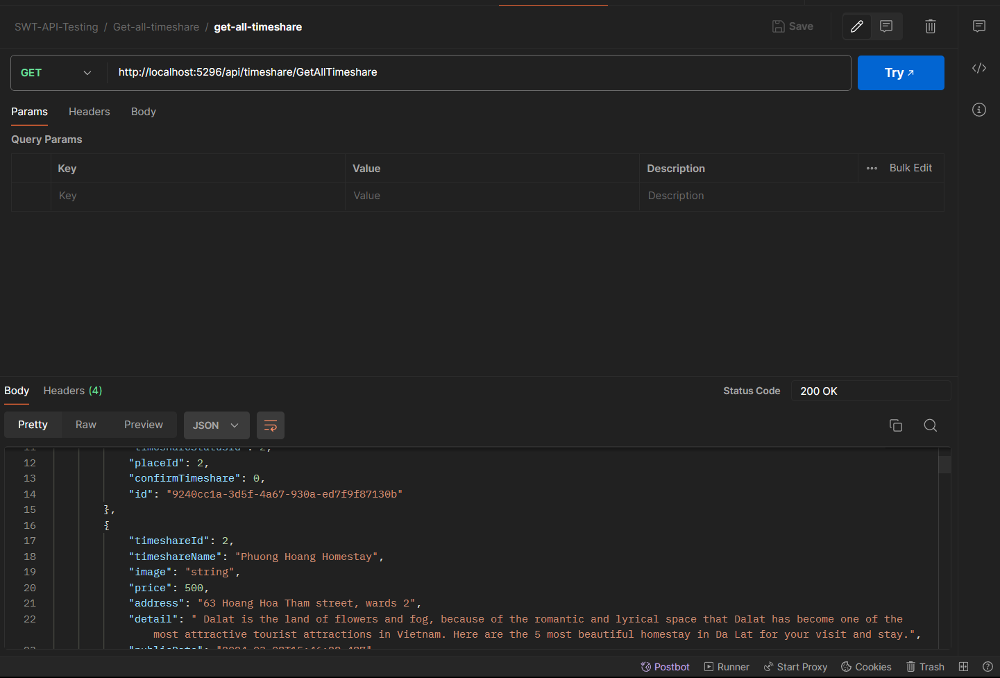 SWT-API-Testing / Get-all-timeshare / get-all-timeshare
Save
GET http://localhost:5296/api/timeshare/GetAllTimeshare
Try
Params Headers Body
Query Params
Key Value Description Bulk Edit
Key Value Description
Body Headers (4) Status Code 200 OK
Pretty Raw Preview JSON
12 "placeId": 2,
13 "confirmTimeshare": 0,
14 "id": "9240cc1a-3d5f-4a67-930a-ed7f9f87130b"
15 },
16 {
17 "timeshareId": 2,
18 "timeshareName": "Phuong Hoang Homestay",
19 "image": "string",
20 "price": 500,
21 "address": "63 Hoang Hoa Tham street, wards 2",
22 "detail": " Dalat is the land of flowers and fog, because of the romantic and lyrical space that Dalat has become one of the
most attractive tourist attractions in Vietnam. Here are the 5 most beautiful homestay in Da Lat for your visit and stay.",
Postbot Runner Start Proxy Cookies Trash